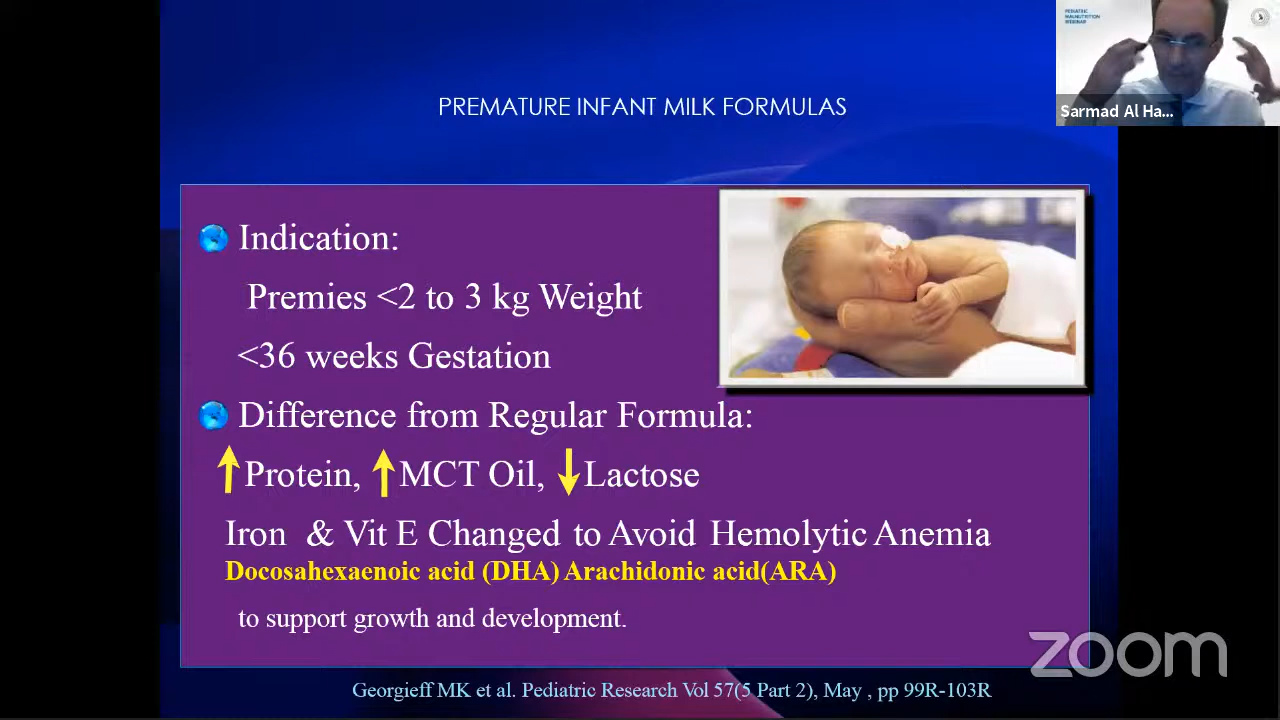 PEDIATRIC
MALNUTRITION
WEBINAR
Sarmad Al Ha...
PREMATURE INFANT MILK FORMULAS
Indication:
Premies <2 to 3 kg Weight
<36 weeks Gestation
Difference from Regular Formula:
Protein, MCT Oil, Lactose
Iron & Vit E Changed to Avoid Hemolytic Anemia
Docosahexaenoic acid (DHA) Arachidonic acid(ARA)
to support growth and development.
zoom
Georgieff MK et al. Pediatric Research Vol 57(5 Part 2), May , pp 99R-103R